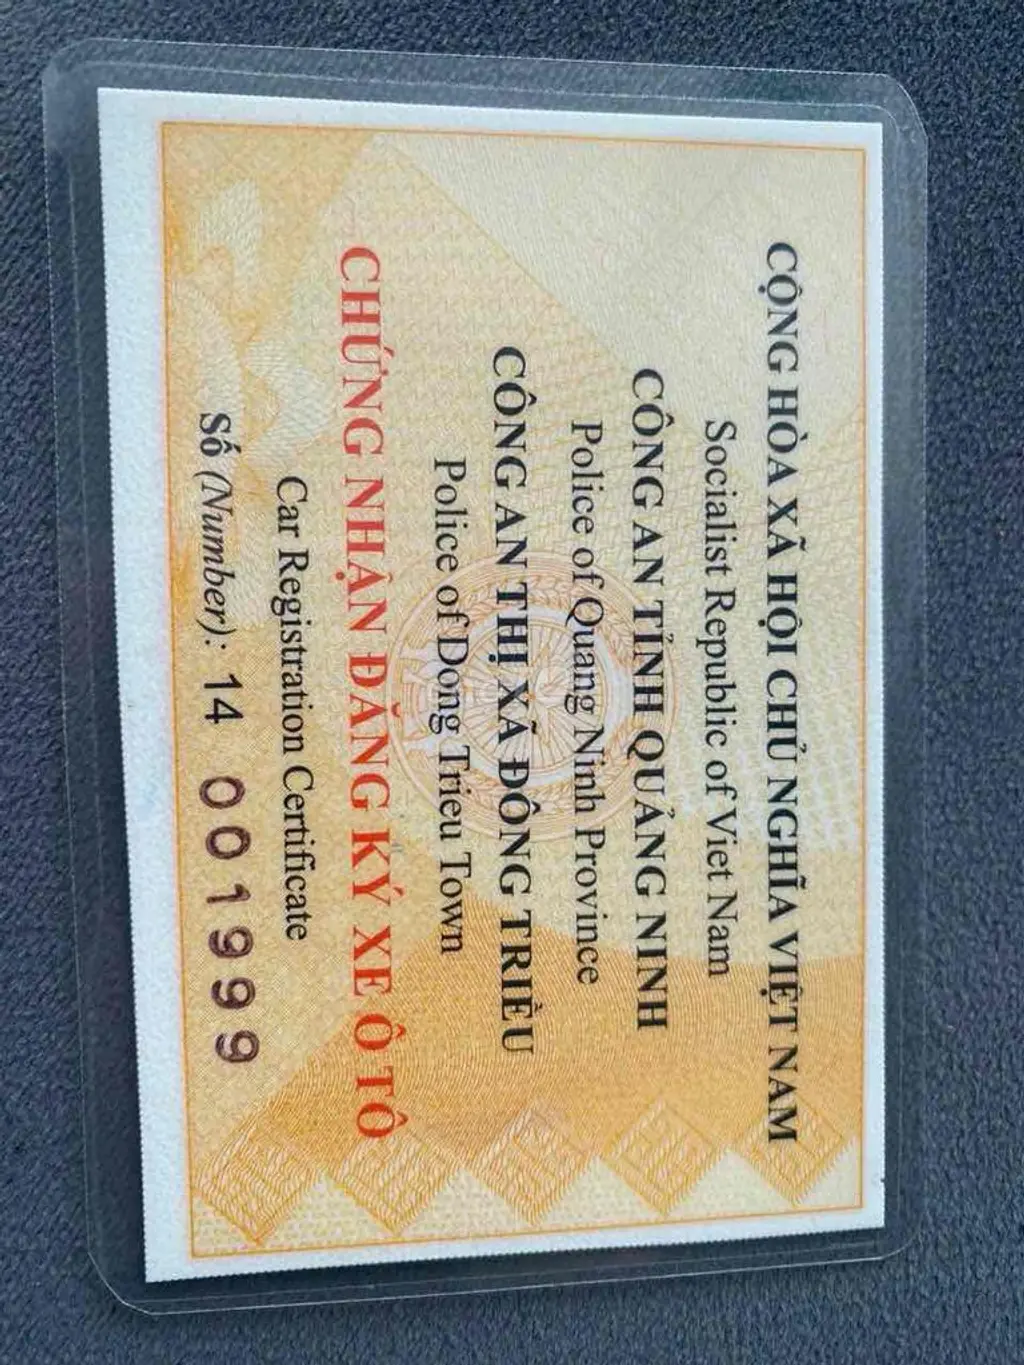 CỘNG HÒA XÃ HỘI CHỦ NGHĨA VIỆT NAM
Socialist Republic of Viet Nam
CÔNG AN TỈNH QUẢNG NINH
Police of Quang Ninh Province
CÔNG AN THỊ XÃ ĐÔNG TRIỀU
Police of Dong Trieu Town
CHỨNG NHẬN ĐĂNG KÝ XE Ô TÔ
Car Registration Certificate
Số (Number): 14 001999